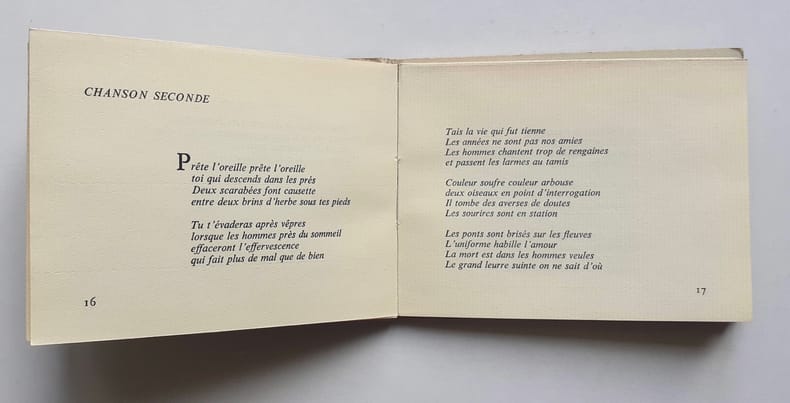 CHANSON SECONDE
Prête l'oreille prête l'oreille
toi qui descends dans les prés
Deux scarabées font causette
entre deux brins d'herbe sous tes pieds
Tu t'évaderas après vêpres
lorsque les hommes près du sommeil
effaceront l'effervescence
qui fait plus de mal que de bien
16
Tais la vie qui fut tienne
Les années ne sont pas nos amies
Les hommes chantent trop de rengaines
et passent les larmes au tamis
Couleur soufre couleur arbouse
deux oiseaux en point d'interrogation
Il tombe des averses de doutes
Les sourires sont en station
Les ponts sont brisés sur les fleuves
L'uniforme habille l'amour
La mort est dans les hommes veules
Le grand leurre suinte on ne sait d'où
17